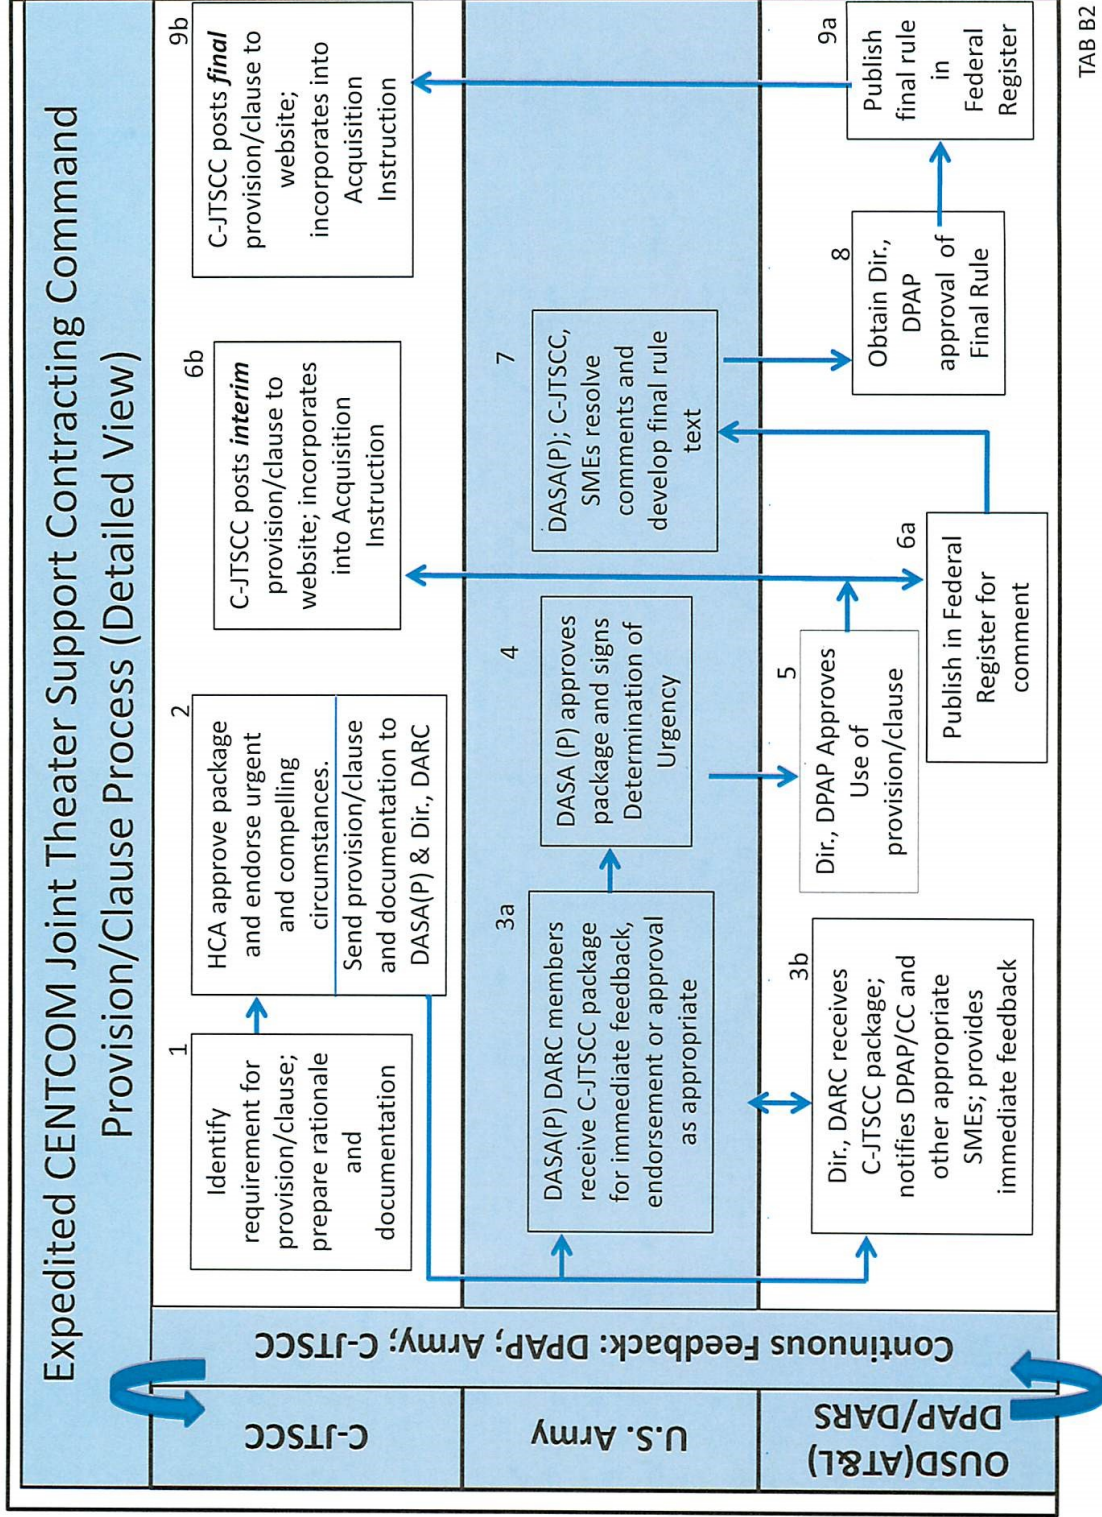 Expedited CENTCOM Joint Theater Support Contracting Command
Provision/Clause Process (Detailed View)
C-JTSCC
U.S. Army
OUSD(AT&L)
DPAP/DARS
Continuous Feedback: DPAP; Army; C-JTSCC
1
Identify
requirement for
provision/clause;
prepare rationale
and
documentation
2
HCA approve package
and endorse urgent
and compelling
circumstances.
Send provision/clause
and documentation to
DASA(P) & Dir., DARC
3a
DASA(P) DARC members
receive C-JTSCC package
for immediate feedback,
endorsement or approval
as appropriate
3b
Dir., DARC receives
C-JTSCC package;
notifies DPAP/CC and
other appropriate
SMEs; provides
immediate feedback
4
DASA (P) approves
package and signs
Determination of
Urgency
5
Dir., DPAP Approves
Use of
provision/clause
6a
Publish in Federal
Register for
comment
6b
C-JTSCC posts interim
provision/clause to
website; incorporates
into Acquisition
Instruction
7
DASA(P); C-JTSCC,
SMEs resolve
comments and
develop final rule
text
8
Obtain Dir.,
DPAP
approval of
Final Rule
9a
Publish
final rule
in
Federal
Register
9b
C-JTSCC posts final
provision/clause to
website;
incorporates into
Acquisition
Instruction
TAB B2